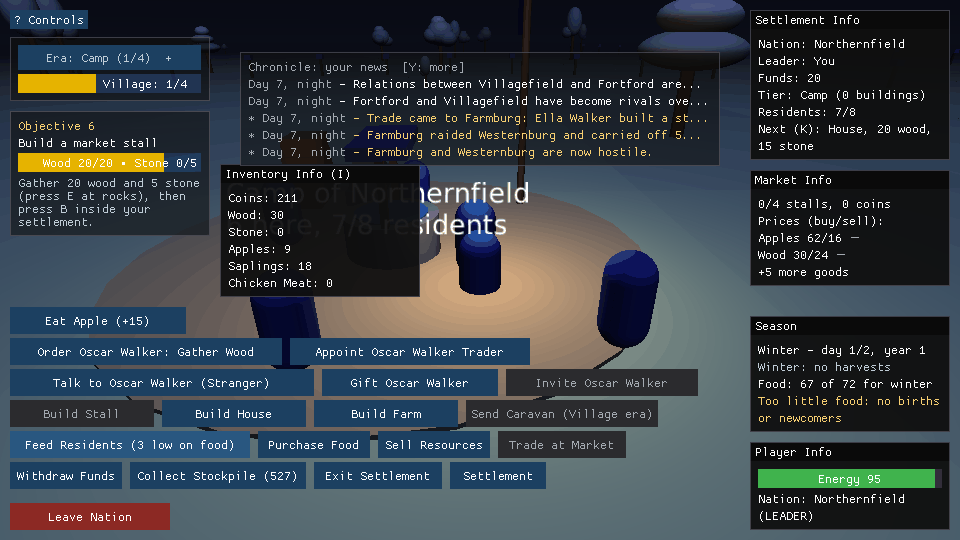 ? Controls
Era: Camp (1/4) +
Village: 1/4
Objective 6
Build a market stall
Wood 20/20 • Stone 0/5
Gather 20 wood and 5 stone
(press E at rocks), then
press B inside your
settlement.
Chronicle: your news [Y: more]
Day 7, night – Relations between Villagefield and Fortford are...
Day 7, night – Fortford and Villagefield have become rivals ove...
* Day 7, night – Trade came to Farmburg: Ella Walker built a st...
* Day 7, night – Farmburg raided Westernburg and carried off 5...
* Day 7, night – Farmburg and Westernburg are now hostile.
of Northernfield
7/8 residents
Inventory Info (I)
Coins: 211
Wood: 30
Stone: 0
Apples: 9
Saplings: 18
Chicken Meat: 0
Eat Apple (+15)
Order Oscar Walker: Gather Wood
Appoint Oscar Walker Trader
Talk to Oscar Walker (Stranger)
Gift Oscar Walker
Invite Oscar Walker
Build Stall
Build House
Build Farm
Send Caravan (Village era)
Feed Residents (3 low on food)
Purchase Food
Sell Resources
Trade at Market
Withdraw Funds
Collect Stockpile (527)
Exit Settlement
Settlement
Leave Nation
Settlement Info
Nation: Northernfield
Leader: You
Funds: 20
Tier: Camp (0 buildings)
Residents: 7/8
Next (K): House, 20 wood,
15 stone
Market Info
0/4 stalls, 0 coins
Prices (buy/sell):
Apples 62/16 —
Wood 30/24 —
+5 more goods
Season
Winter – day 1/2, year 1
Winter: no harvests
Food: 67 of 72 for winter
Too little food: no births
or newcomers
Player Info
Energy 95
Nation: Northernfield
(LEADER)